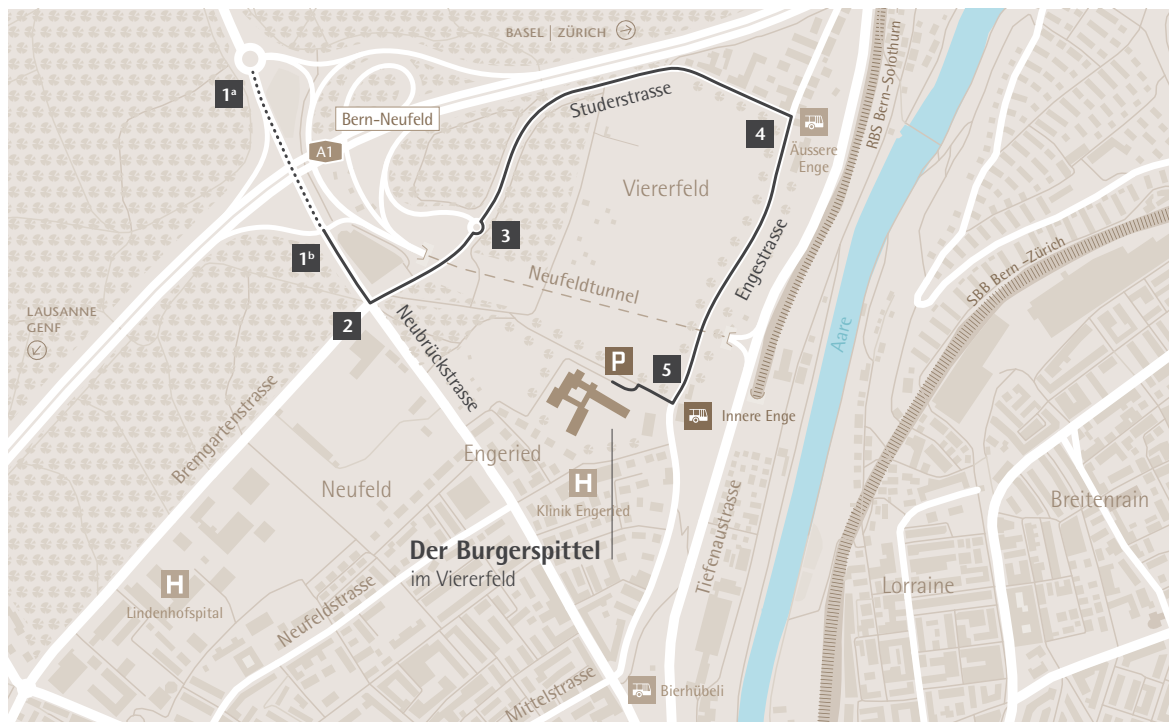 BASEL | ZÜRICH
RBS Bern–Solothurn
1a
Studerstrasse
Bern-Neufeld
4
Äussere
Enge
A1
Viererfeld
3
1b
Engestrasse
Neufeldtunnel
SBB Bern –Zürich
LAUSANNE
GENF
2
Neubrückstrasse
Aare
P
5
Innere Enge
Bremgartenstrasse
Engeried
Neufeld
H
Klinik Engeried
Breitenrain
Tiefenaustrasse
Der Burgerspittel
im Viererfeld
H
Lindenhofspital
Neufeldstrasse
Lorraine
Mittelstrasse
Bierhübeli